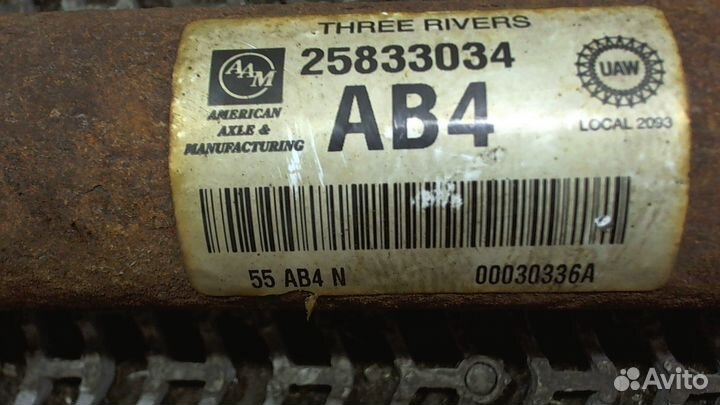 THREE RIVERS
AAM
25833034
UAW
AMERICAN
AXLE &
MANUFACTURING
AB4
LOCAL 2093
55 AB4 N
00030336A
Avito